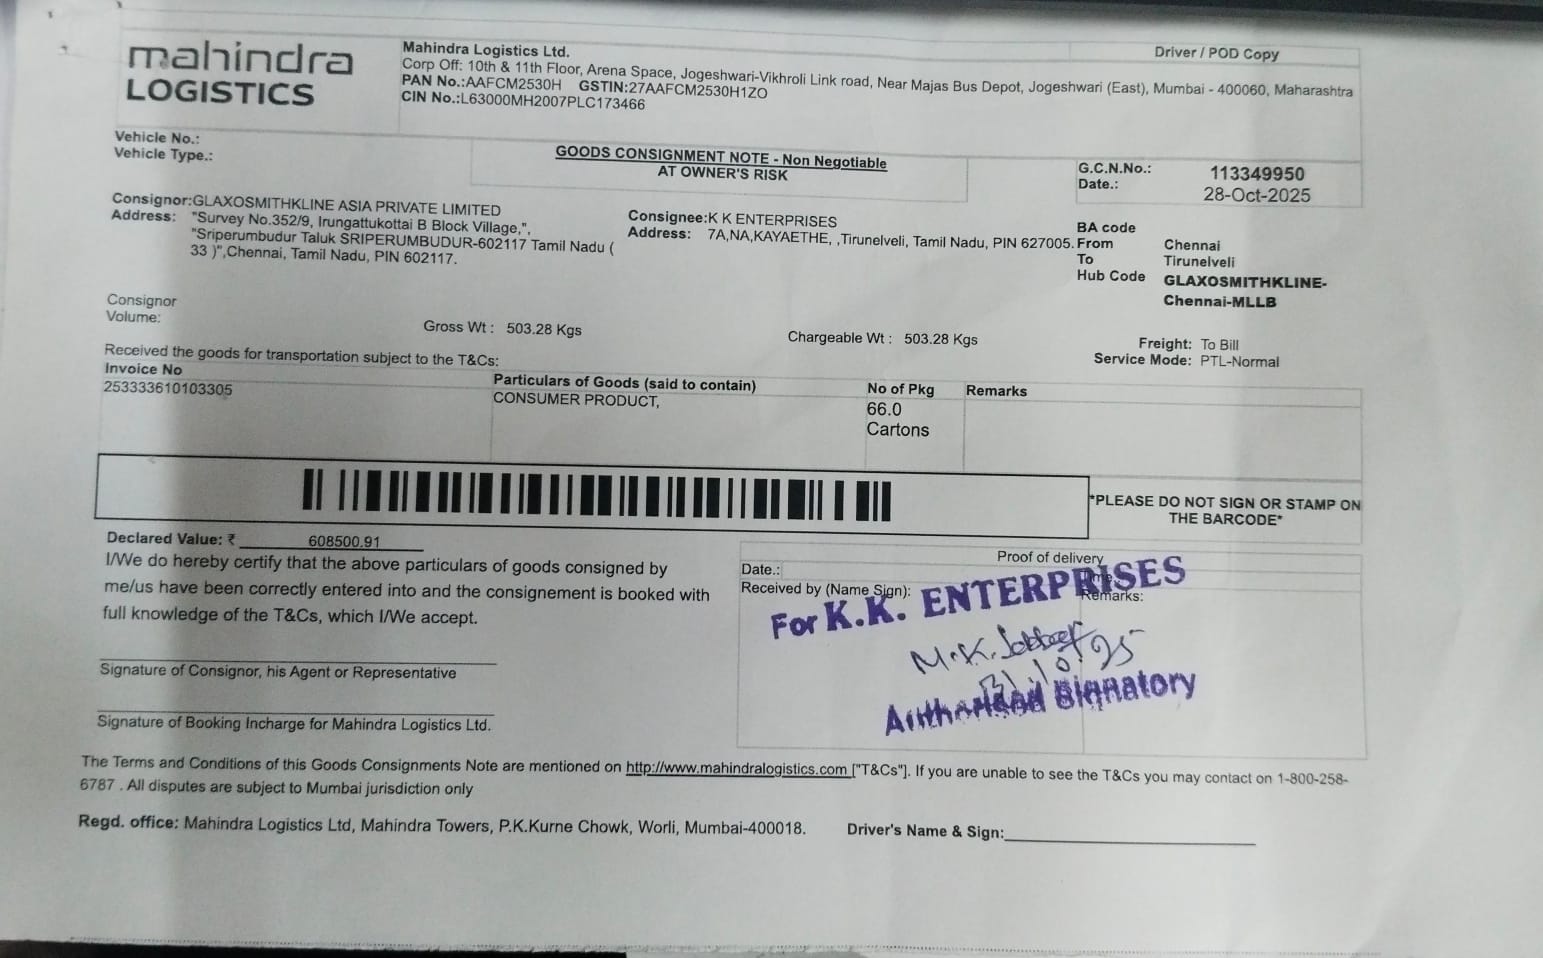 mahindra
LOGISTICS
Mahindra Logistics Ltd.
Driver / POD Copy
Corp Off: 10th & 11th Floor, Arena Space, Jogeshwari-Vikhroli Link road, Near Majas Bus Depot, Jogeshwari (East), Mumbai - 400060, Maharashtra
PAN No.:AAFCM2530H GSTIN:27AAFCM2530H1ZO
CIN No.:L63000MH2007PLC173466
Vehicle No.:
Vehicle Type.:
GOODS CONSIGNMENT NOTE - Non Negotiable
AT OWNER'S RISK
G.C.N.No.: 113349950
Date.: 28-Oct-2025
Consignor:GLAXOSMITHKLINE ASIA PRIVATE LIMITED
Address: "Survey No.352/9, Irungattukottai B Block Village,",
"Sriperumbudur Taluk SRIPERUMBUDUR-602117 Tamil Nadu (
33 )",Chennai, Tamil Nadu, PIN 602117.
Consignee:K K ENTERPRISES
Address: 7A,NA,KAYAETHE, ,Tirunelveli, Tamil Nadu, PIN 627005.
BA code
From Chennai
To Tirunelveli
Hub Code GLAXOSMITHKLINE-
Chennai-MLLB
Consignor
Volume:
Gross Wt : 503.28 Kgs
Chargeable Wt : 503.28 Kgs
Freight: To Bill
Service Mode: PTL-Normal
Received the goods for transportation subject to the T&Cs:
Invoice No
Particulars of Goods (said to contain)
No of Pkg
Remarks
253333610103305
CONSUMER PRODUCT,
66.0
Cartons
*PLEASE DO NOT SIGN OR STAMP ON
THE BARCODE*
Declared Value: ₹ 608500.91
I/We do hereby certify that the above particulars of goods consigned by
me/us have been correctly entered into and the consignement is booked with
full knowledge of the T&Cs, which I/We accept.
Proof of delivery
Date.:
Received by (Name Sign):
Remarks:
For K.K. ENTERPRISES
M.K.
Authorised Signatory
Signature of Consignor, his Agent or Representative
Signature of Booking Incharge for Mahindra Logistics Ltd.
The Terms and Conditions of this Goods Consignments Note are mentioned on http://www.mahindralogistics.com ["T&Cs"]. If you are unable to see the T&Cs you may contact on 1-800-258-
6787 . All disputes are subject to Mumbai jurisdiction only
Regd. office: Mahindra Logistics Ltd, Mahindra Towers, P.K.Kurne Chowk, Worli, Mumbai-400018.
Driver's Name & Sign: